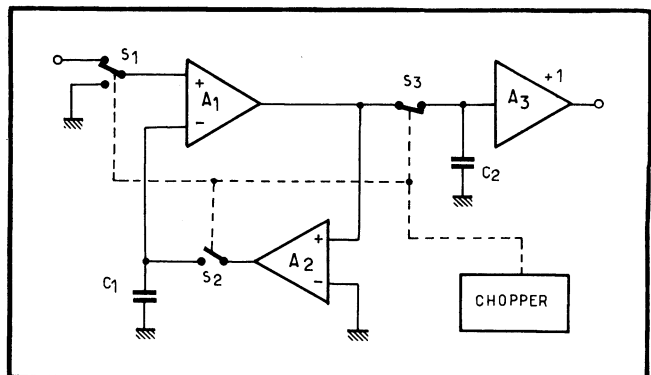 S1
+
A1
-
S3
+1
A3
C2
+
A2
-
S2
C1
CHOPPER